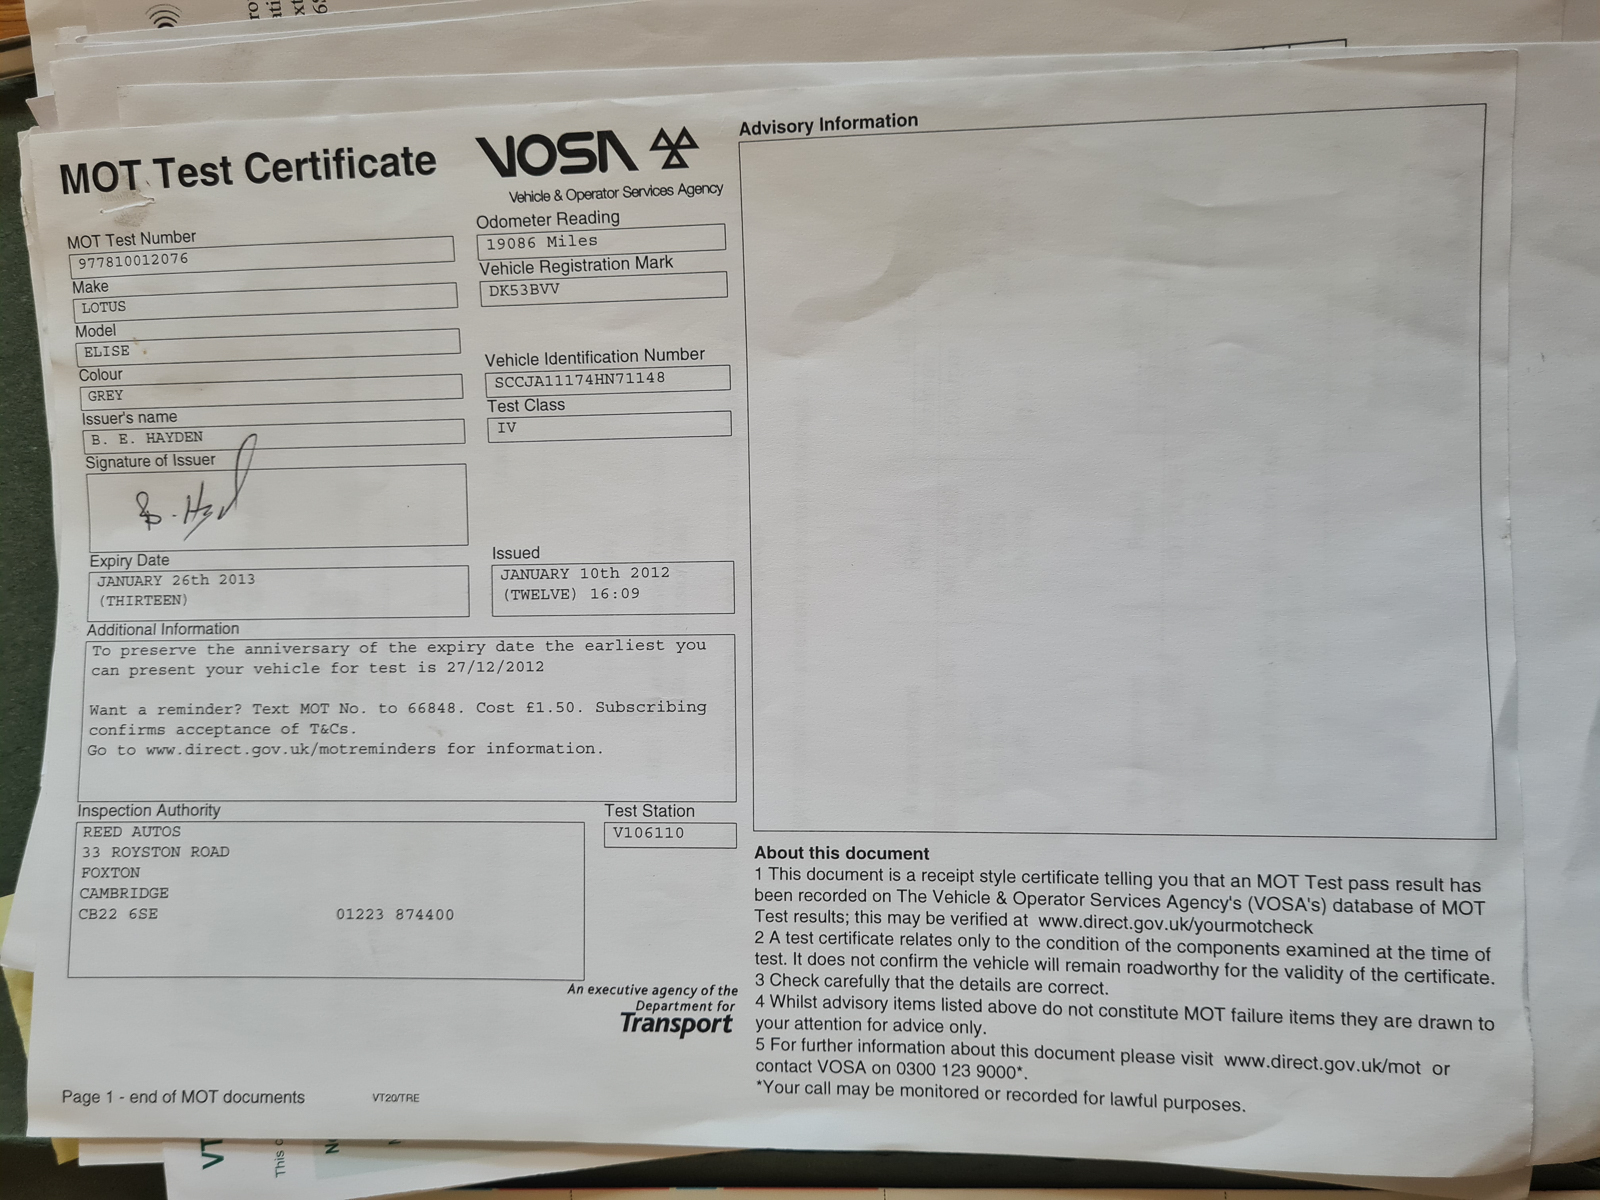 MOT Test Certificate
VOSA
Vehicle & Operator Services Agency
MOT Test Number
977810012076
Make
LOTUS
Model
ELISE
Colour
GREY
Issuer's name
B. E. HAYDEN
Signature of Issuer
Odometer Reading
19086 Miles
Vehicle Registration Mark
DK53BVV
Vehicle Identification Number
SCCJA11174HN71148
Test Class
IV
Expiry Date
JANUARY 26th 2013
(THIRTEEN)
Issued
JANUARY 10th 2012
(TWELVE) 16:09
Additional Information
To preserve the anniversary of the expiry date the earliest you
can present your vehicle for test is 27/12/2012
Want a reminder? Text MOT No. to 66848. Cost £1.50. Subscribing
confirms acceptance of T&Cs.
Go to www.direct.gov.uk/motreminders for information.
Inspection Authority
REED AUTOS
33 ROYSTON ROAD
FOXTON
CAMBRIDGE
CB22 6SE 01223 874400
Test Station
V106110
An executive agency of the
Department for
Transport
Page 1 - end of MOT documents VT20/TRE
Advisory Information
About this document
1 This document is a receipt style certificate telling you that an MOT Test pass result has
been recorded on The Vehicle & Operator Services Agency's (VOSA's) database of MOT
Test results; this may be verified at www.direct.gov.uk/yourmotcheck
2 A test certificate relates only to the condition of the components examined at the time of
test. It does not confirm the vehicle will remain roadworthy for the validity of the certificate.
3 Check carefully that the details are correct.
4 Whilst advisory items listed above do not constitute MOT failure items they are drawn to
your attention for advice only.
5 For further information about this document please visit www.direct.gov.uk/mot or
contact VOSA on 0300 123 9000*.
*Your call may be monitored or recorded for lawful purposes.
VT
This